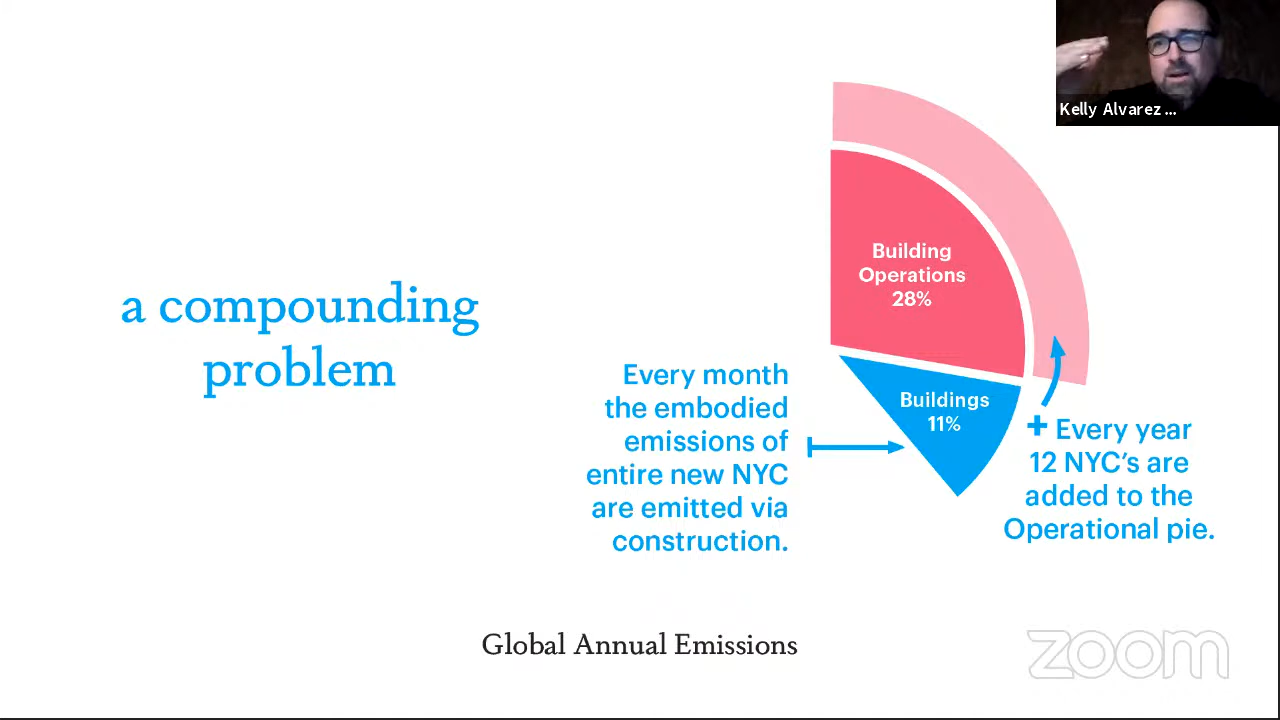 Kelly Alvarez ...
a compounding
problem
Building
Operations
28%
Buildings
11%
Every month
the embodied
emissions of
entire new NYC
are emitted via
construction.
+ Every year
12 NYC's are
added to the
Operational pie.
Global Annual Emissions
zoom